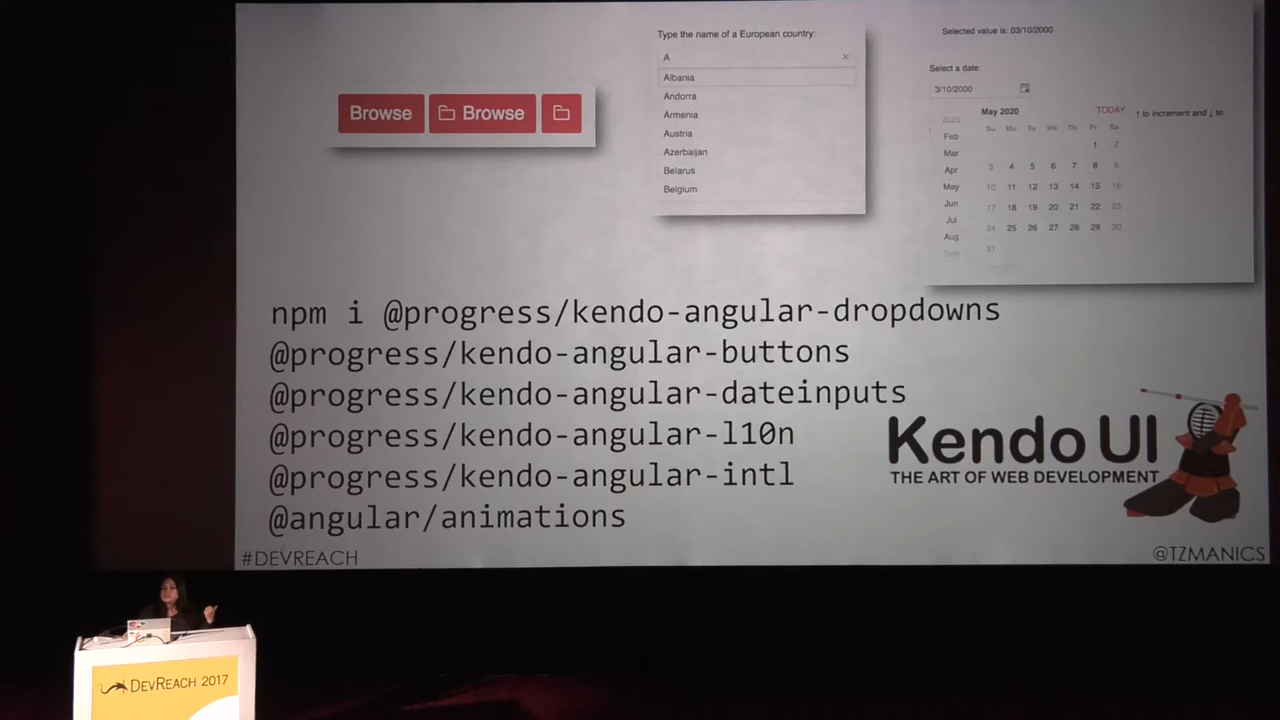 Browse
Browse
Type the name of a European country:
A
Albania
Andorra
Armenia
Austria
Azerbaijan
Belarus
Belgium
Selected value is: 03/10/2000
Select a date:
3/10/2000
May 2020 TODAY
↑ to increment and ↓ to
2020
Feb
Mar
Apr
May
Jun
Jul
Aug
Sep
Su Mo Tu We Th Fr Sa
1 2
3 4 5 6 7 8 9
10 11 12 13 14 15 16
17 18 19 20 21 22 23
24 25 26 27 28 29 30
31
npm i @progress/kendo-angular-dropdowns
@progress/kendo-angular-buttons
@progress/kendo-angular-dateinputs
@progress/kendo-angular-l10n
@progress/kendo-angular-intl
@angular/animations
Kendo UI
THE ART OF WEB DEVELOPMENT
#DEVREACH
@TZMANICS
DEVREACH 2017